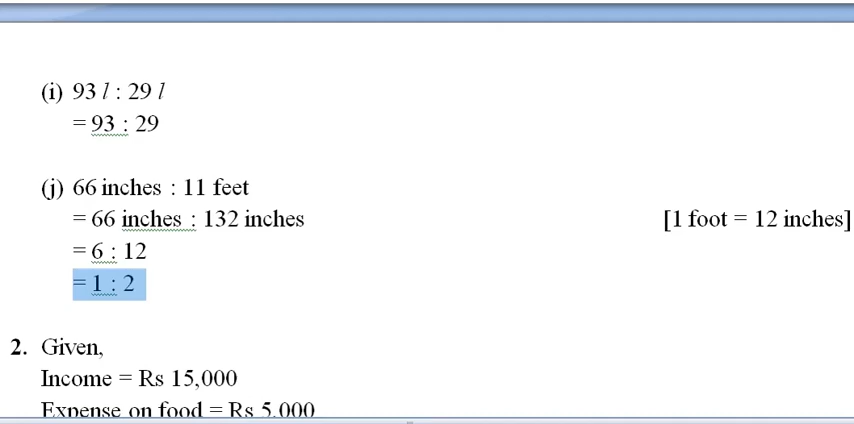 (i) 93 l : 29 l
= 93 : 29
(j) 66 inches : 11 feet
= 66 inches : 132 inches [1 foot = 12 inches]
= 6 : 12
= 1 : 2
2. Given,
Income = Rs 15,000
Expense on food = Rs 5,000